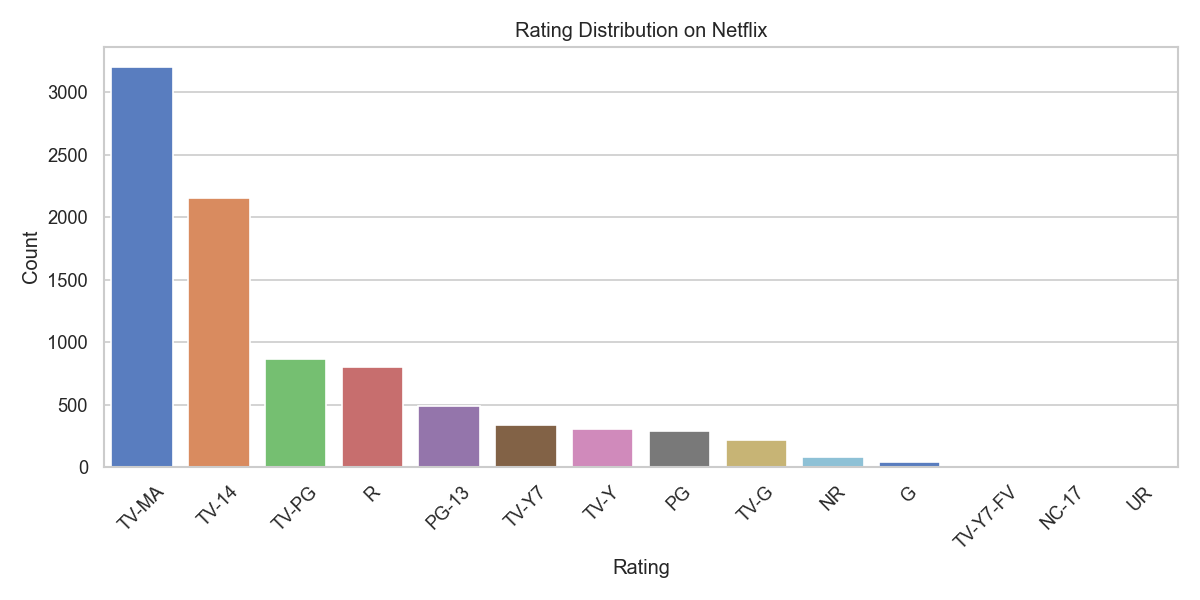 Rating Distribution on Netflix
Count
3000
2500
2000
1500
1000
500
0
TV-MA
TV-14
TV-PG
R
PG-13
TV-Y7
TV-Y
PG
TV-G
NR
G
TV-Y7-FV
NC-17
UR
Rating